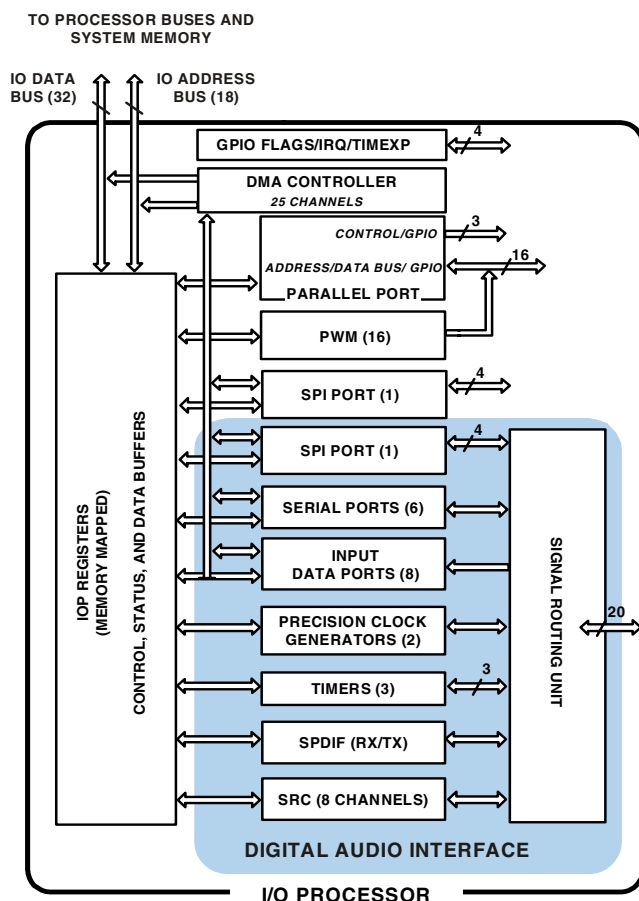 TO PROCESSOR BUSES AND
SYSTEM MEMORY
IO DATA
BUS (32)
IO ADDRESS
BUS (18)
GPIO FLAGS/IRQ/TIMEXP
4
DMA CONTROLLER
25 CHANNELS
CONTROL/GPIO
3
ADDRESS/DATA BUS/ GPIO
16
PARALLEL PORT
PWM (16)
SPI PORT (1)
4
SPI PORT (1)
4
SERIAL PORTS (6)
INPUT
DATA PORTS (8)
PRECISION CLOCK
GENERATORS (2)
TIMERS (3)
3
SPDIF (RX/TX)
SRC (8 CHANNELS)
IOP REGISTERS
(MEMORY MAPPED)
CONTROL, STATUS, AND DATA BUFFERS
SIGNAL ROUTING UNIT
20
DIGITAL AUDIO INTERFACE
I/O PROCESSOR